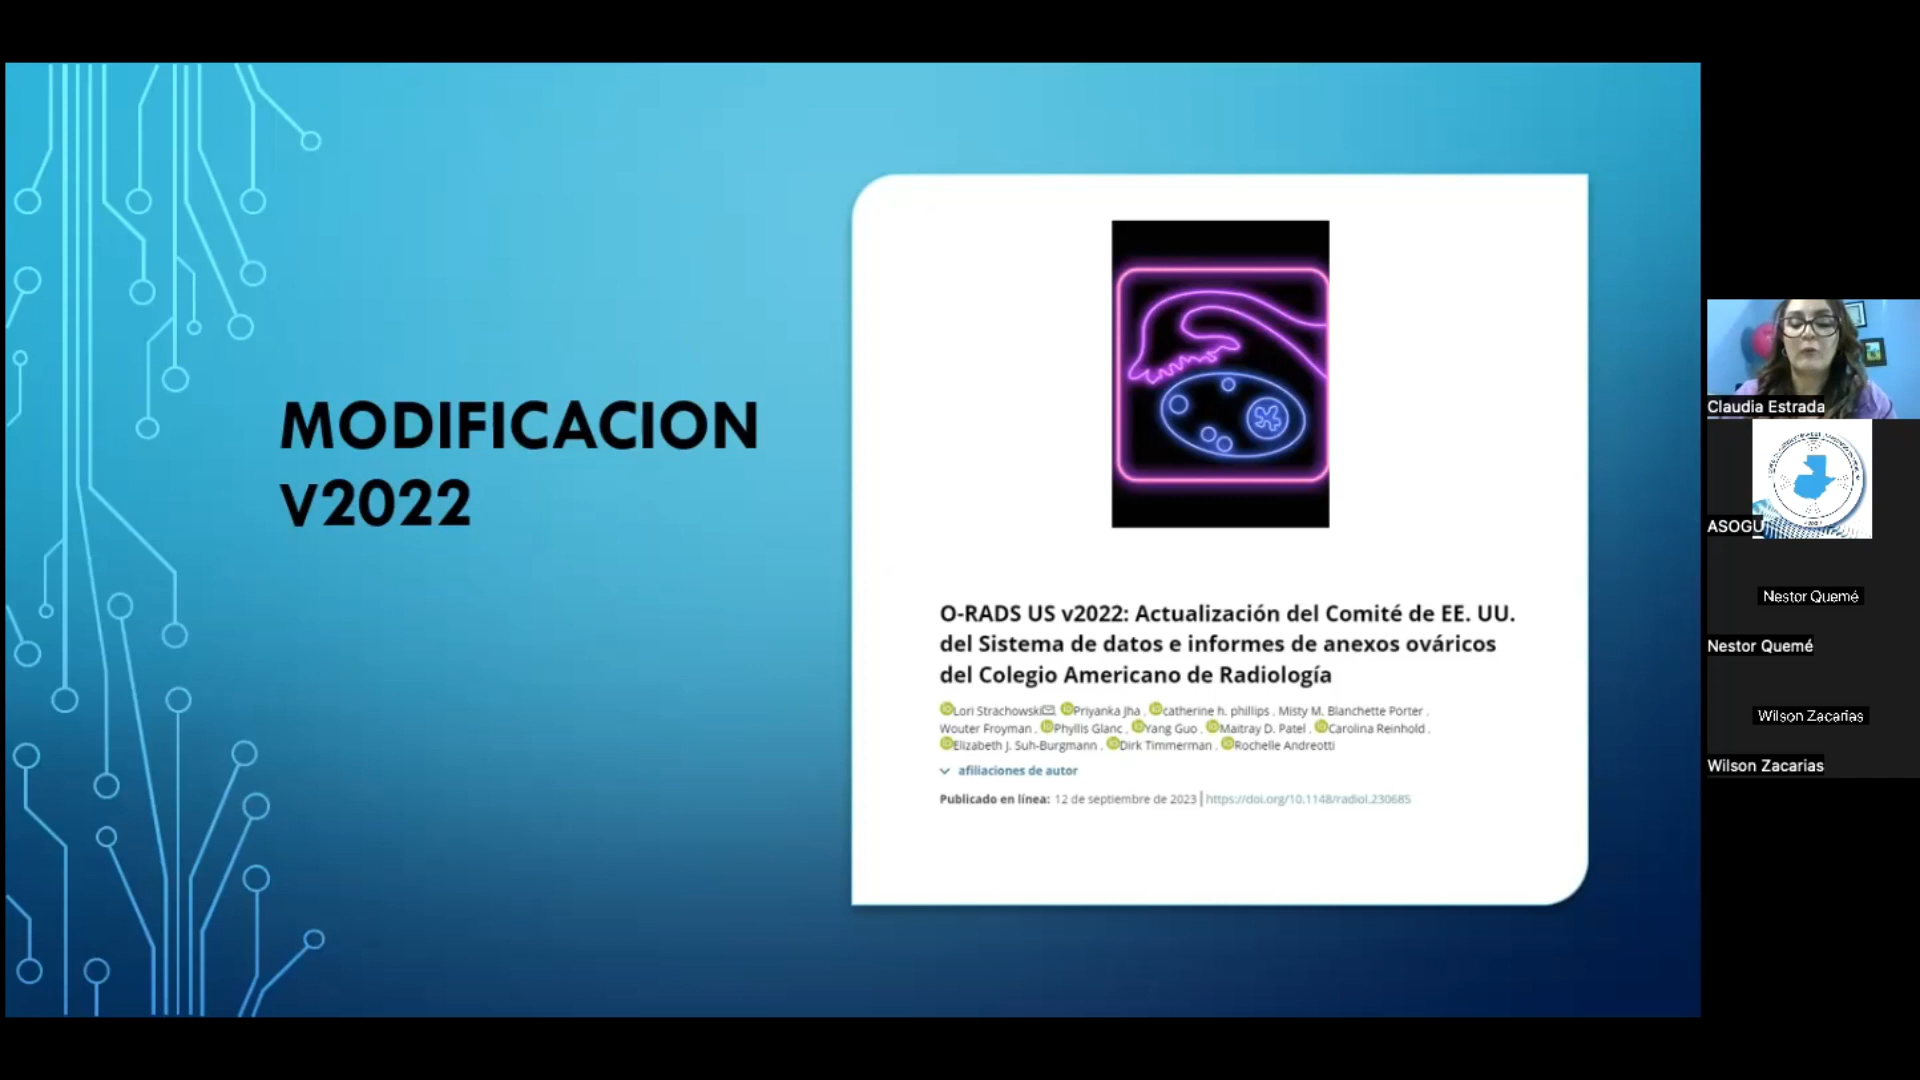 MODIFICACION
V2022
O-RADS US v2022: Actualización del Comité de EE. UU.
del Sistema de datos e informes de anexos ováricos
del Colegio Americano de Radiología
Lori Strachowski , Priyanka Jha , catherine h. phillips , Misty M. Blanchette Porter ,
Wouter Froyman , Phyllis Glanc , Yang Guo , Maitray D. Patel , Carolina Reinhold ,
Elizabeth J. Suh-Burgmann , Dirk Timmerman , Rochelle Andreotti
afiliaciones de autor
Publicado en línea: 12 de septiembre de 2023 | https://doi.org/10.1148/radiol.230685
Claudia Estrada
ASOGU
Nestor Quemé
Nestor Quemé
Wilson Zacarias
Wilson Zacarias